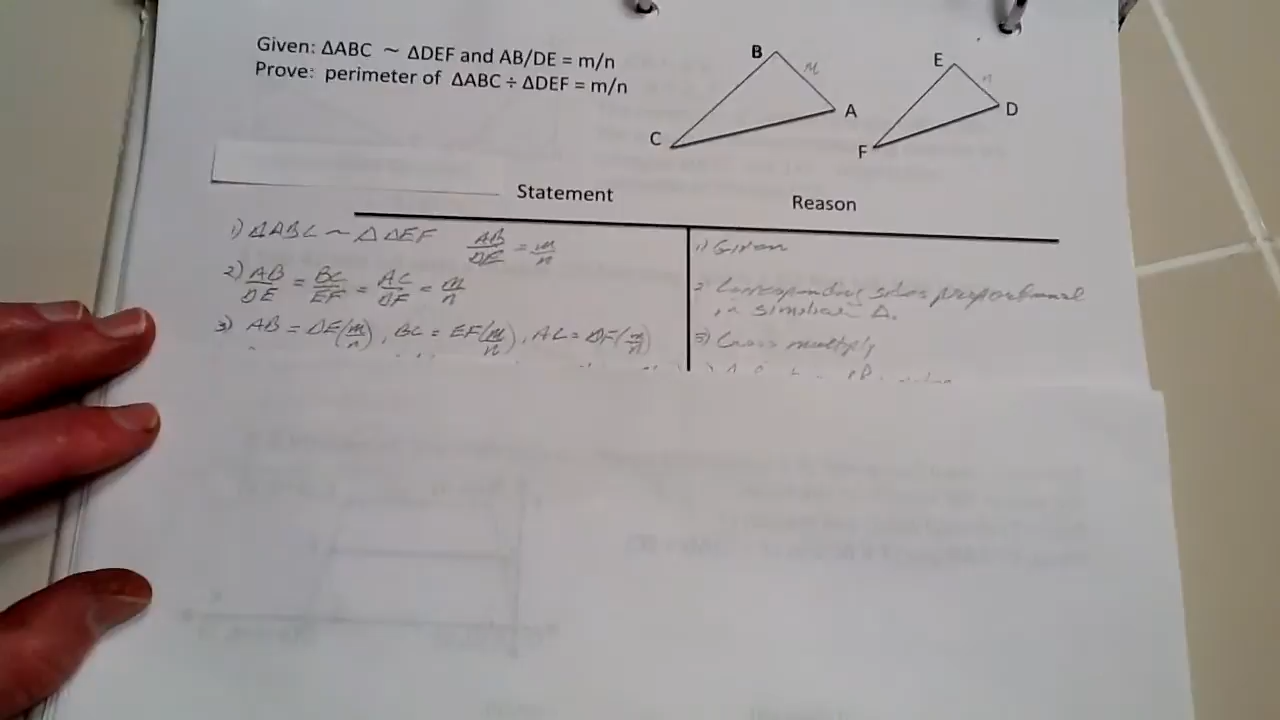 Given: ΔABC ~ ΔDEF and AB/DE = m/n
Prove: perimeter of ΔABC ÷ ΔDEF = m/n
B
M
A
C
E
n
D
F
Statement
Reason
1) ΔABC ~ ΔDEF AB/DE = m/n
1) Given
2) AB/DE = BC/EF = AC/DF = m/n
2 Corresponding sides proportional
in similar Δ.
3) AB = DE(m/n), BC = EF(m/n), AC = DF(m/n)
3) Cross multiply